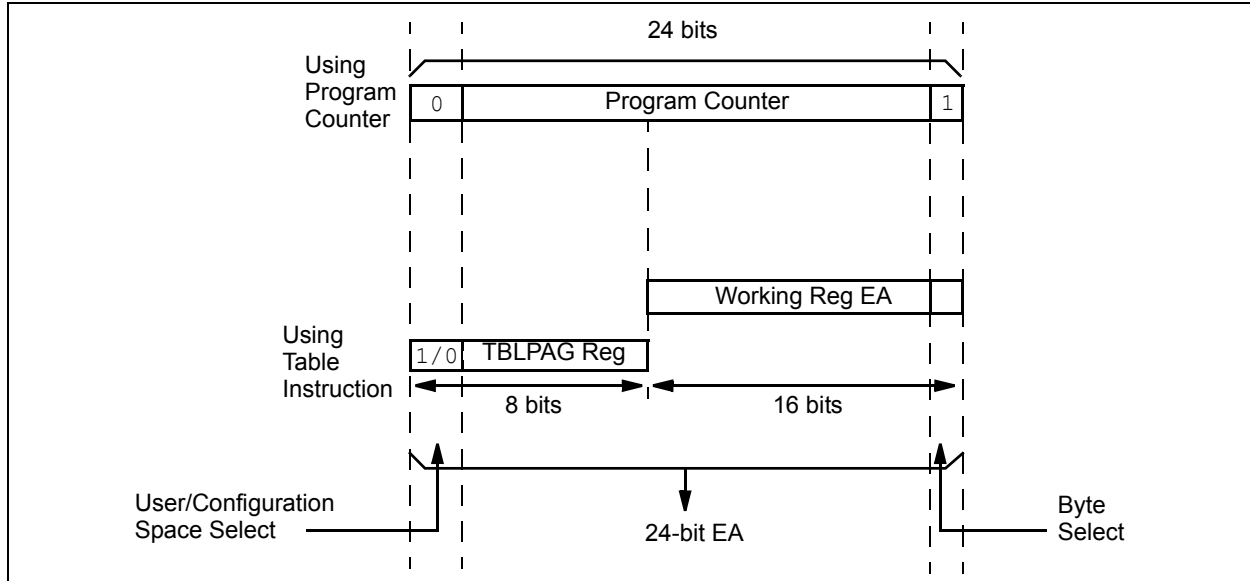 24 bits
Using
Program
Counter
0
Program Counter
1
Working Reg EA
Using
Table
Instruction
1/0
TBLPAG Reg
8 bits
16 bits
User/Configuration
Space Select
24-bit EA
Byte
Select